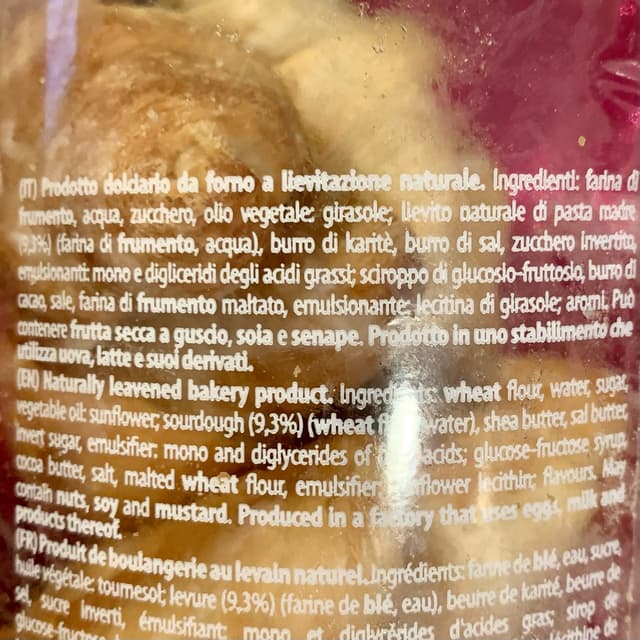 (IT) Prodotto dolciario da forno a lievitazione naturale. Ingredienti: farina di
frumento, acqua, zucchero, olio vegetale: girasole; lievito naturale di pasta madre
(9,3%) (farina di frumento, acqua), burro di karitè, burro di sal, zucchero invertito,
emulsionanti: mono e digliceridi degli acidi grassi; sciroppo di glucosio-fruttosio, burro di
cacao, sale, farina di frumento maltato, emulsionante: lecitina di girasole; aromi. Può
contenere frutta secca a guscio, soia e senape. Prodotto in uno stabilimento che
utilizza uova, latte e suoi derivati.
(EN) Naturally leavened bakery product. Ingredients: wheat flour, water, sugar,
vegetable oil: sunflower; sourdough (9,3%) (wheat water), shea butter, sal butter,
invert sugar, emulsifier: mono and diglycerides of acids; glucose-fructose syrup,
cocoa butter, salt, malted wheat flour, emulsifier sunflower lecithin; flavours. May
contain nuts, soy and mustard. Produced in a factory that uses eggs, milk and
products thereof.
(FR) Produit de boulangerie au levain naturel. Ingrédients: farine de blé, eau, sucre,
huile végétale: tournesol; levure (9,3%) (farine de blé, eau), beurre de karité, beurre de
sel, sucre inverti, émulsifiant: mono et diglycérides d'acides gras; sirop de
glucose-fructose